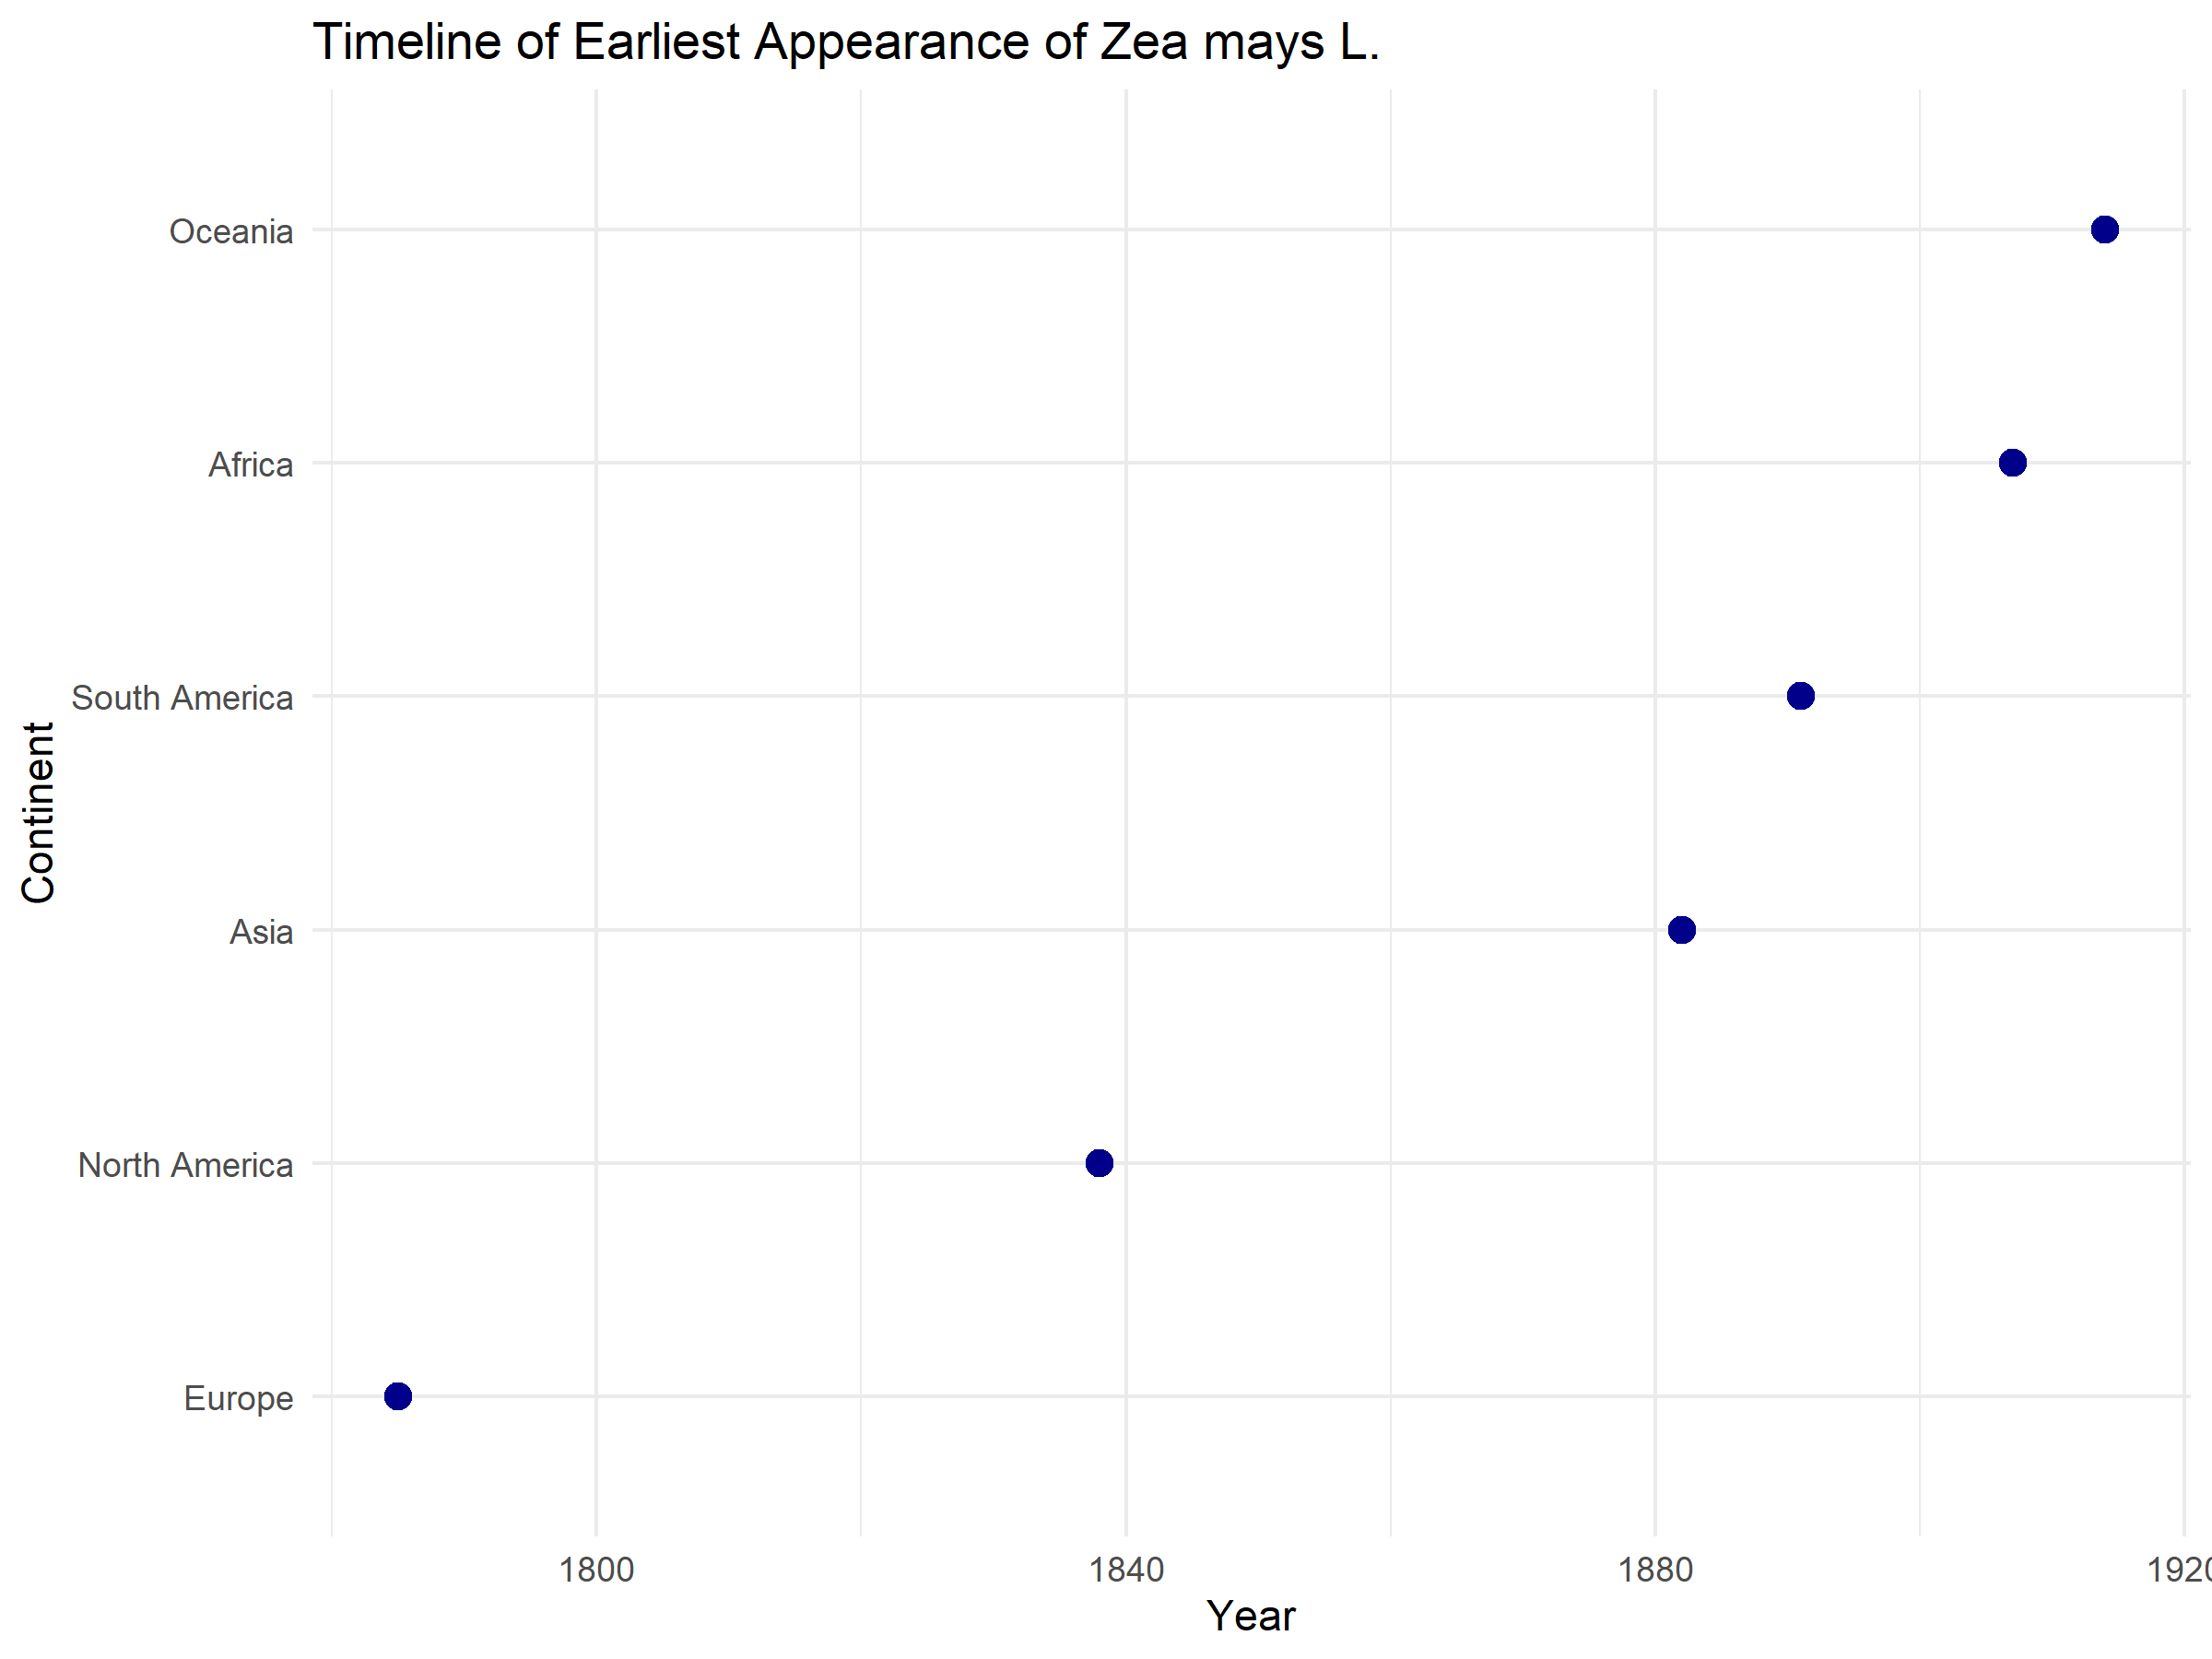 Timeline of Earliest Appearance of Zea mays L.
Oceania
Africa
South America
Asia
North America
Europe
Continent
1800 1840 1880 1920
Year